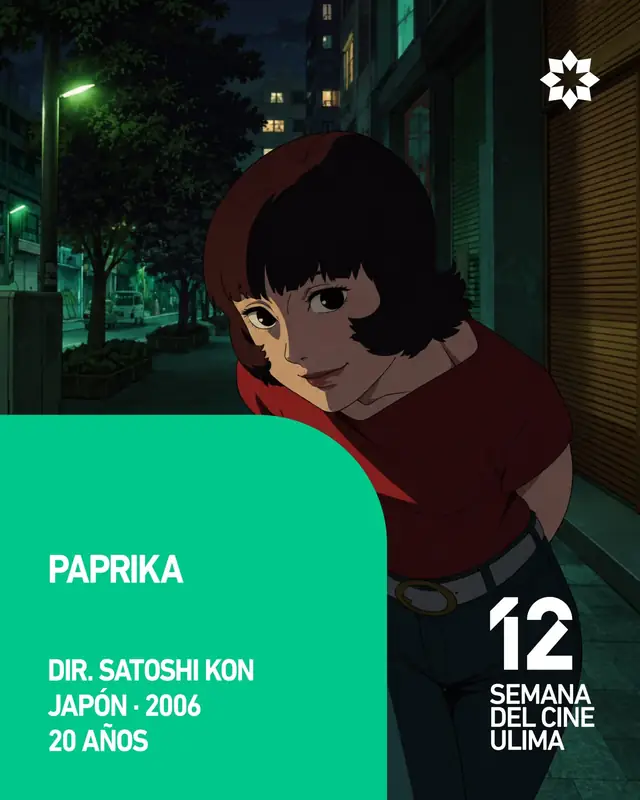 PAPRIKA
DIR. SATOSHI KON
JAPÓN · 2006
20 AÑOS
12
SEMANA
DEL CINE
ULIMA